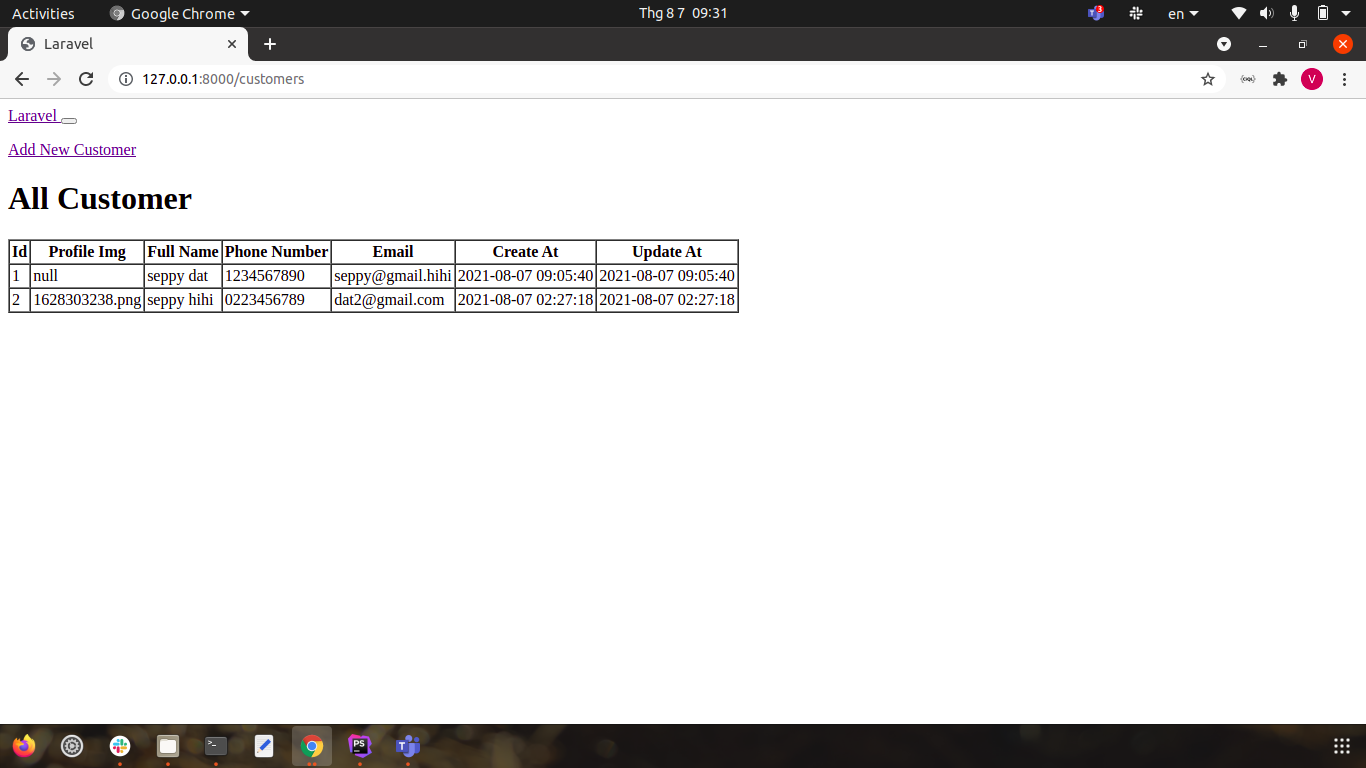 Activities Google Chrome Thg 8 7 09:31 3 en
Laravel
127.0.0.1:8000/customers V
Laravel
Add New Customer
All Customer
Id Profile Img Full Name Phone Number Email Create At Update At
1 null seppy dat 1234567890 seppy@gmail.hihi 2021-08-07 09:05:40 2021-08-07 09:05:40
2 1628303238.png seppy hihi 0223456789 dat2@gmail.com 2021-08-07 02:27:18 2021-08-07 02:27:18
PS